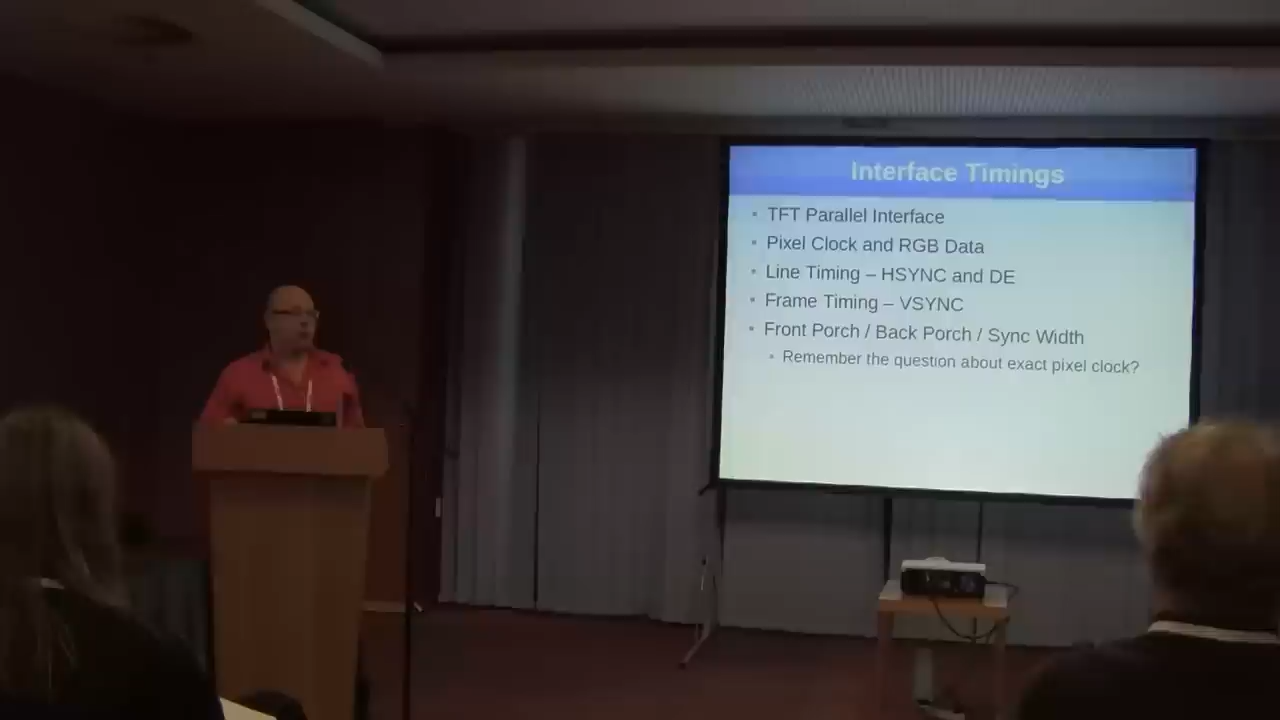 Interface Timings
TFT Parallel Interface
Pixel Clock and RGB Data
Line Timing – HSYNC and DE
Frame Timing – VSYNC
Front Porch / Back Porch / Sync Width
Remember the question about exact pixel clock?